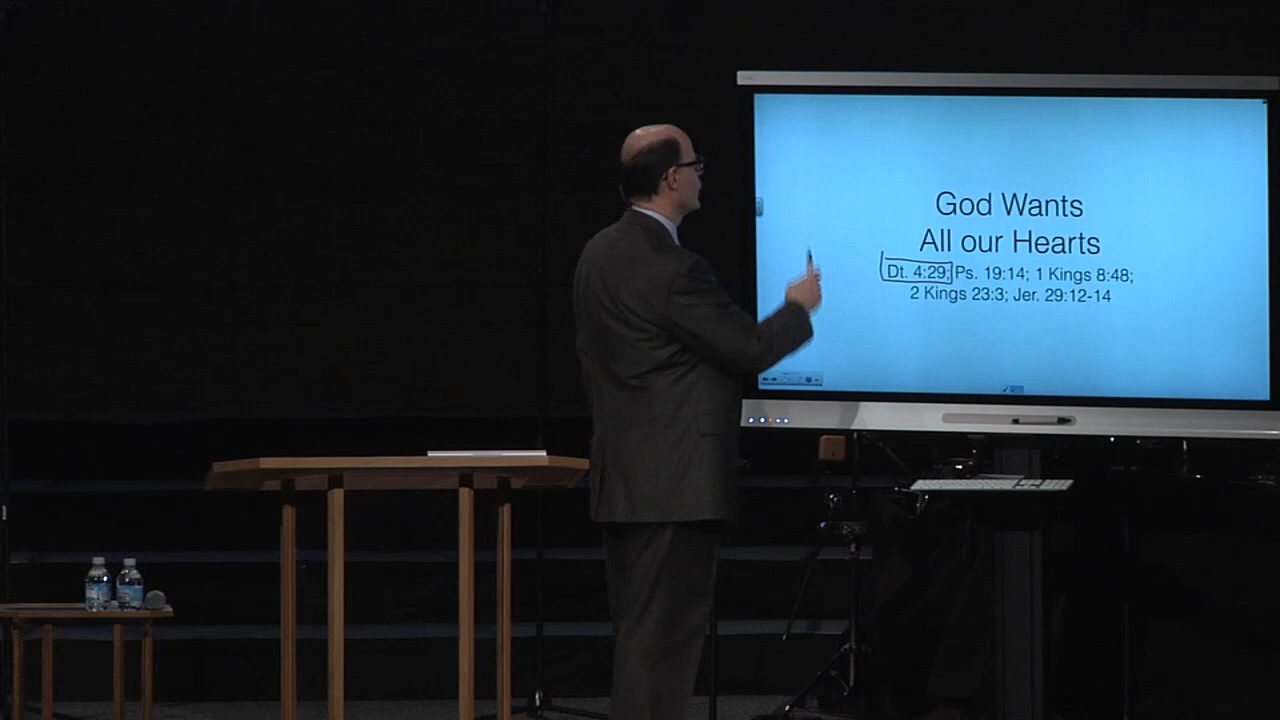 God Wants
All our Hearts
Dt. 4:29; Ps. 19:14; 1 Kings 8:48;
2 Kings 23:3; Jer. 29:12-14